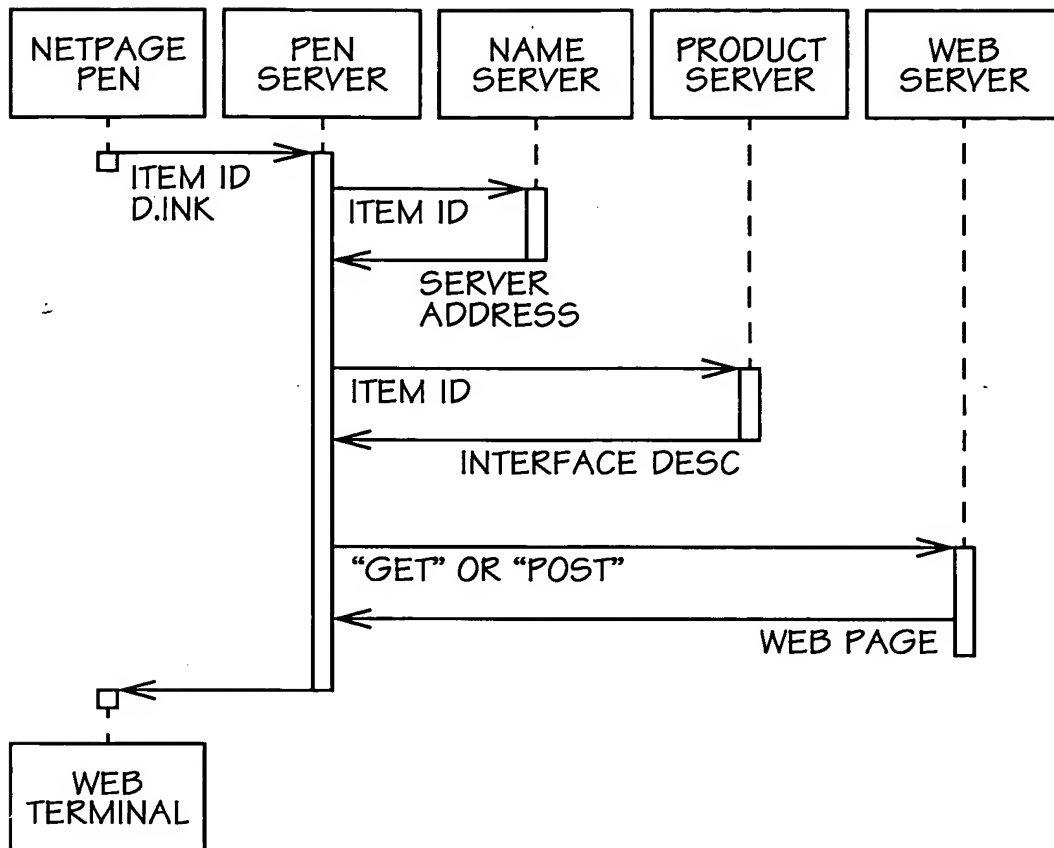 NETPAGE
PEN
PEN
SERVER
NAME
SERVER
PRODUCT
SERVER
WEB
SERVER
ITEM ID
D.INK
ITEM ID
SERVER
ADDRESS
ITEM ID
INTERFACE DESC
“GET” OR “POST”
WEB PAGE
WEB
TERMINAL